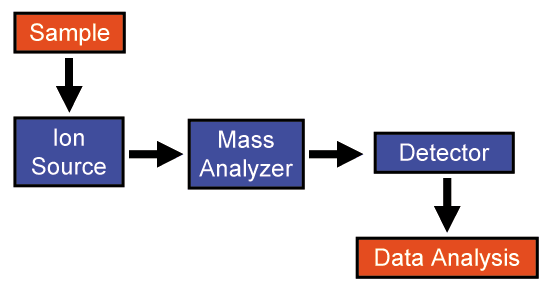 Sample
Ion
Source
Mass
Analyzer
Detector
Data Analysis